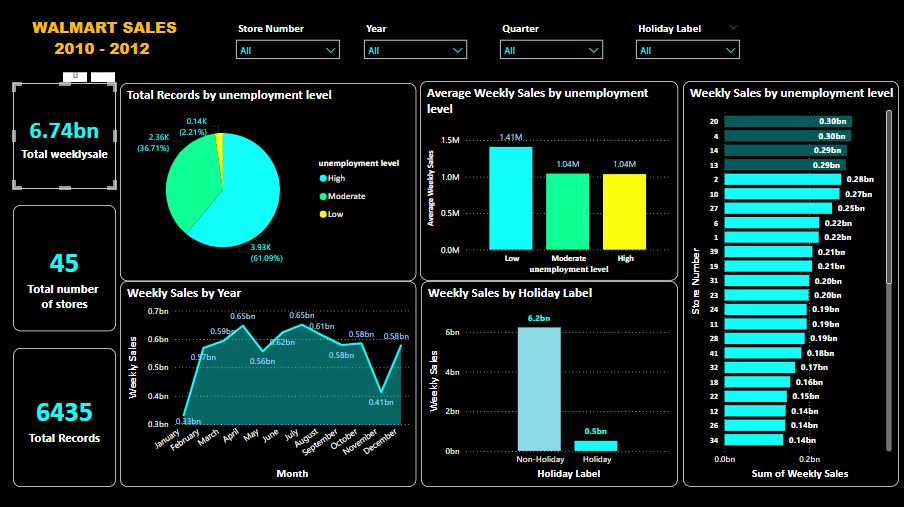 WALMART SALES
2010 - 2012
Store Number
All
Year
All
Quarter
All
Holiday Label
All
6.74bn
Total weeklysale
45
Total number
of stores
6435
Total Records
Total Records by unemployment level
0.14K
(2.21%)
2.36K
(36.71%)
3.93K
(61.09%)
unemployment level
High
Moderate
Low
Average Weekly Sales by unemployment
level
Average Weekly Sales
1.5M
1.0M
0.5M
0.0M
1.41M
1.04M
1.04M
Low
Moderate
High
unemployment level
Weekly Sales by unemployment level
Store Number
20 0.30bn
4 0.30bn
14 0.29bn
13 0.29bn
2 0.28bn
10 0.27bn
27 0.25bn
6 0.22bn
1 0.22bn
39 0.21bn
19 0.21bn
31 0.20bn
23 0.20bn
24 0.19bn
11 0.19bn
28 0.19bn
41 0.18bn
32 0.17bn
18 0.16bn
22 0.15bn
12 0.14bn
26 0.14bn
34 0.14bn
0.0bn
0.2bn
Sum of Weekly Sales
Weekly Sales by Year
Weekly Sales
0.7bn
0.6bn
0.5bn
0.4bn
0.3bn
0.33bn
0.57bn
0.59bn
0.65bn
0.56bn
0.62bn
0.65bn
0.61bn
0.58bn
0.58bn
0.41bn
0.58bn
January
February
March
April
May
June
July
August
September
October
November
December
Month
Weekly Sales by Holiday Label
Weekly Sales
6bn
4bn
2bn
0bn
6.2bn
0.5bn
Non-Holiday
Holiday
Holiday Label